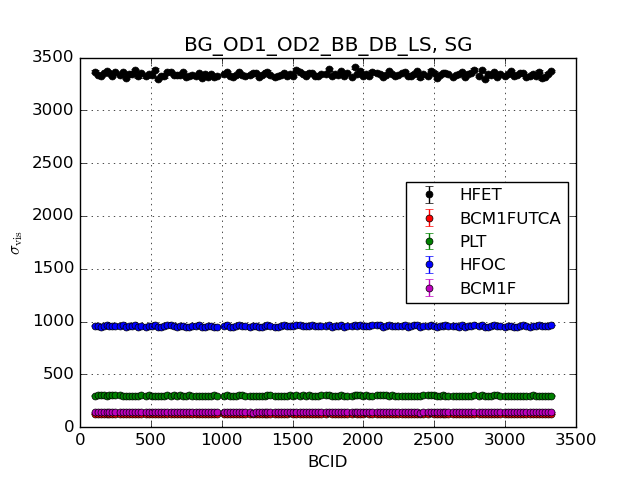 BG_OD1_OD2_BB_DB_LS, SG
3500
3000
2500
2000
1500
1000
500
0
σvis
HFET
BCM1FUTCA
PLT
HFOC
BCM1F
0 500 1000 1500 2000 2500 3000 3500
BCID